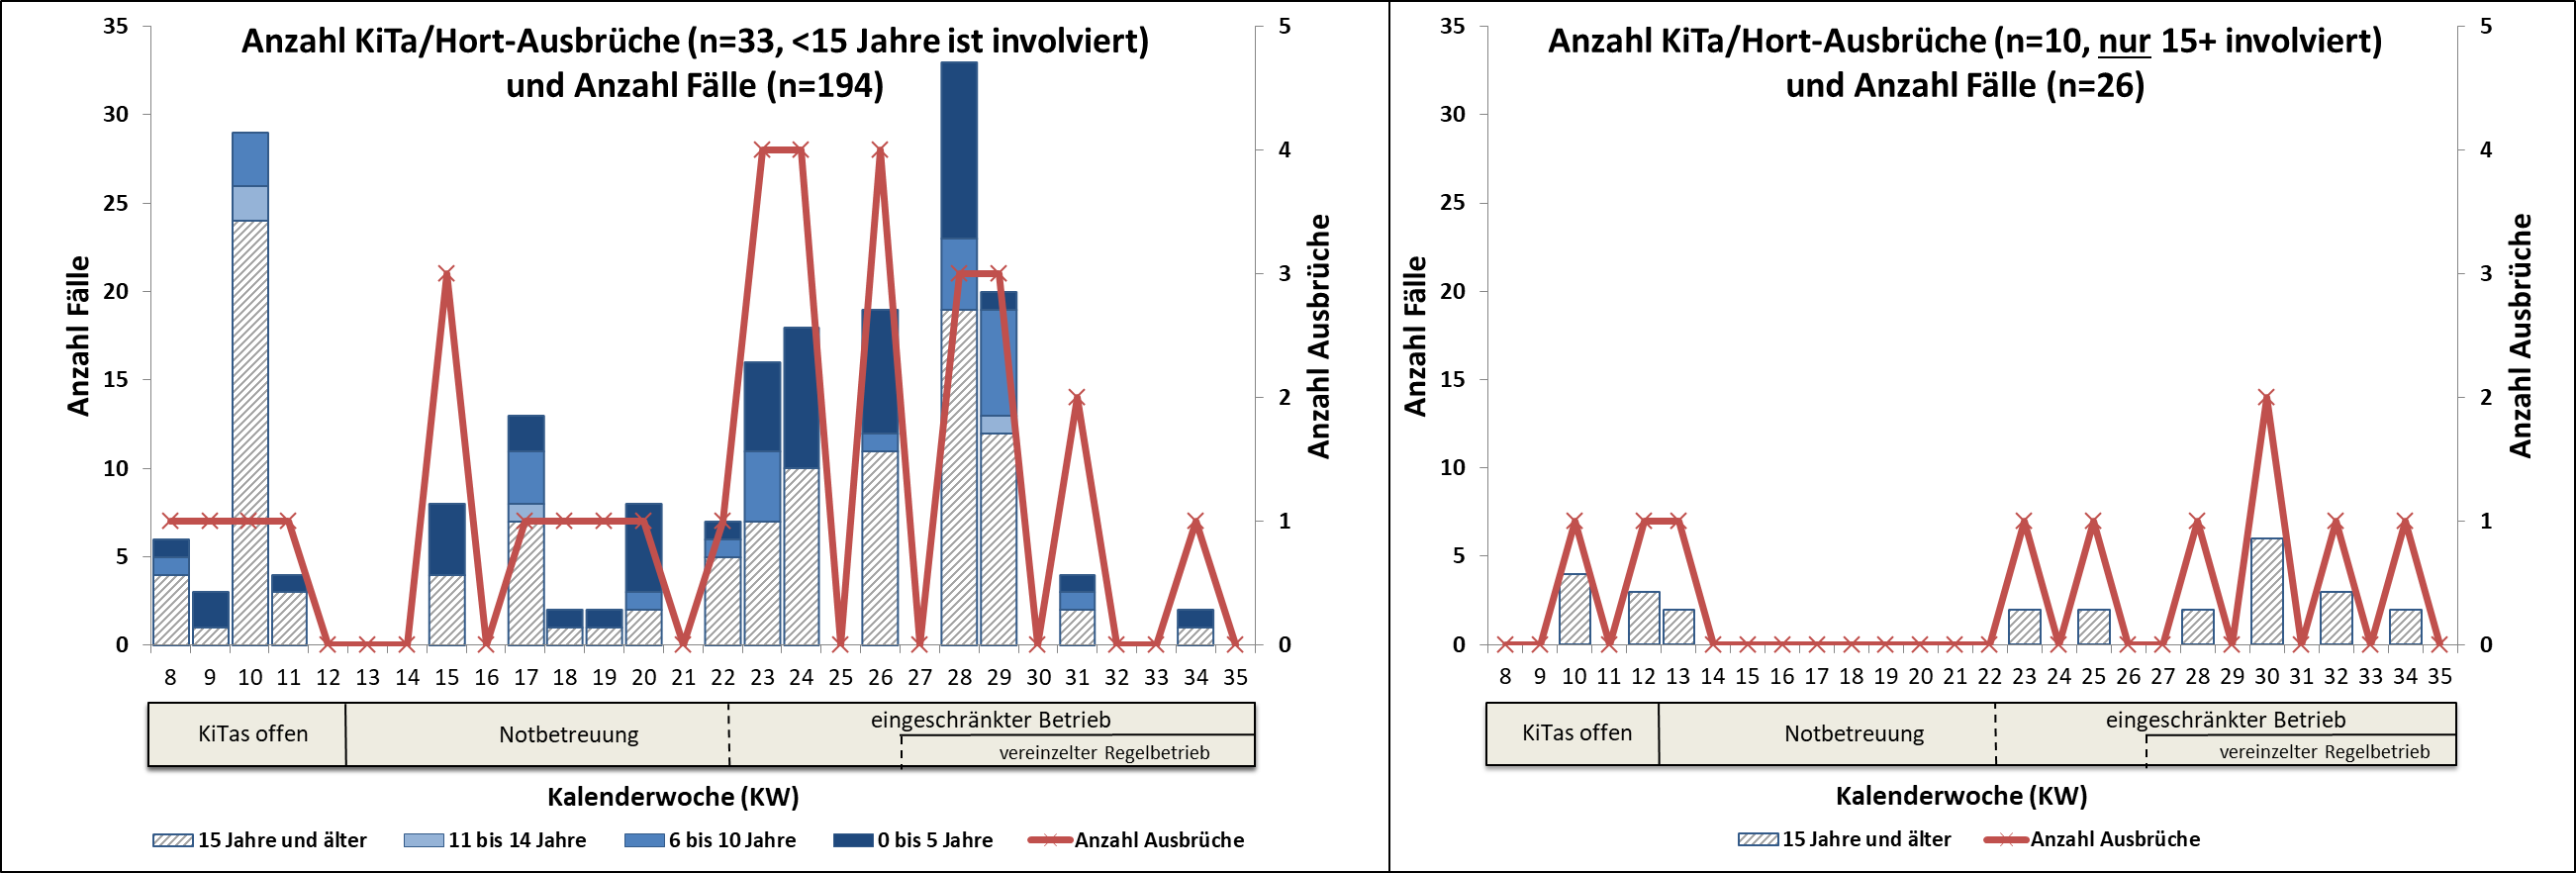 Anzahl KiTa/Hort-Ausbrüche (n=33, <15 Jahre ist involviert)
und Anzahl Fälle (n=194)
Anzahl Fälle
35
30
25
20
15
10
5
0
5
4
3
2
1
0
Anzahl Ausbrüche
8 9 10 11 12 13 14 15 16 17 18 19 20 21 22 23 24 25 26 27 28 29 30 31 32 33 34 35
KiTas offen
Notbetreuung
eingeschränkter Betrieb
vereinzelter Regelbetrieb
Kalenderwoche (KW)
15 Jahre und älter 11 bis 14 Jahre 6 bis 10 Jahre 0 bis 5 Jahre Anzahl Ausbrüche
Anzahl KiTa/Hort-Ausbrüche (n=10, nur 15+ involviert)
und Anzahl Fälle (n=26)
Anzahl Fälle
35
30
25
20
15
10
5
0
5
4
3
2
1
0
Anzahl Ausbrüche
8 9 10 11 12 13 14 15 16 17 18 19 20 21 22 23 24 25 26 27 28 29 30 31 32 33 34 35
KiTas offen
Notbetreuung
eingeschränkter Betrieb
vereinzelter Regelbetrieb
Kalenderwoche (KW)
15 Jahre und älter Anzahl Ausbrüche